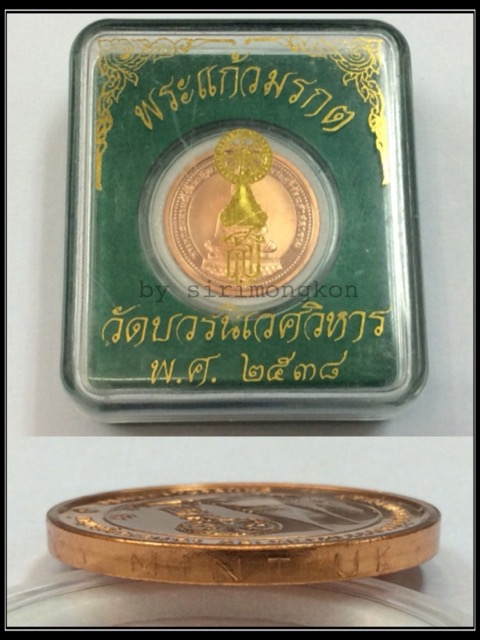 พระแก้วมรกต
by sirimongkon
วัดบวรนิเวศวิหาร
พ.ศ. ๒๕๓๘
MINT UK